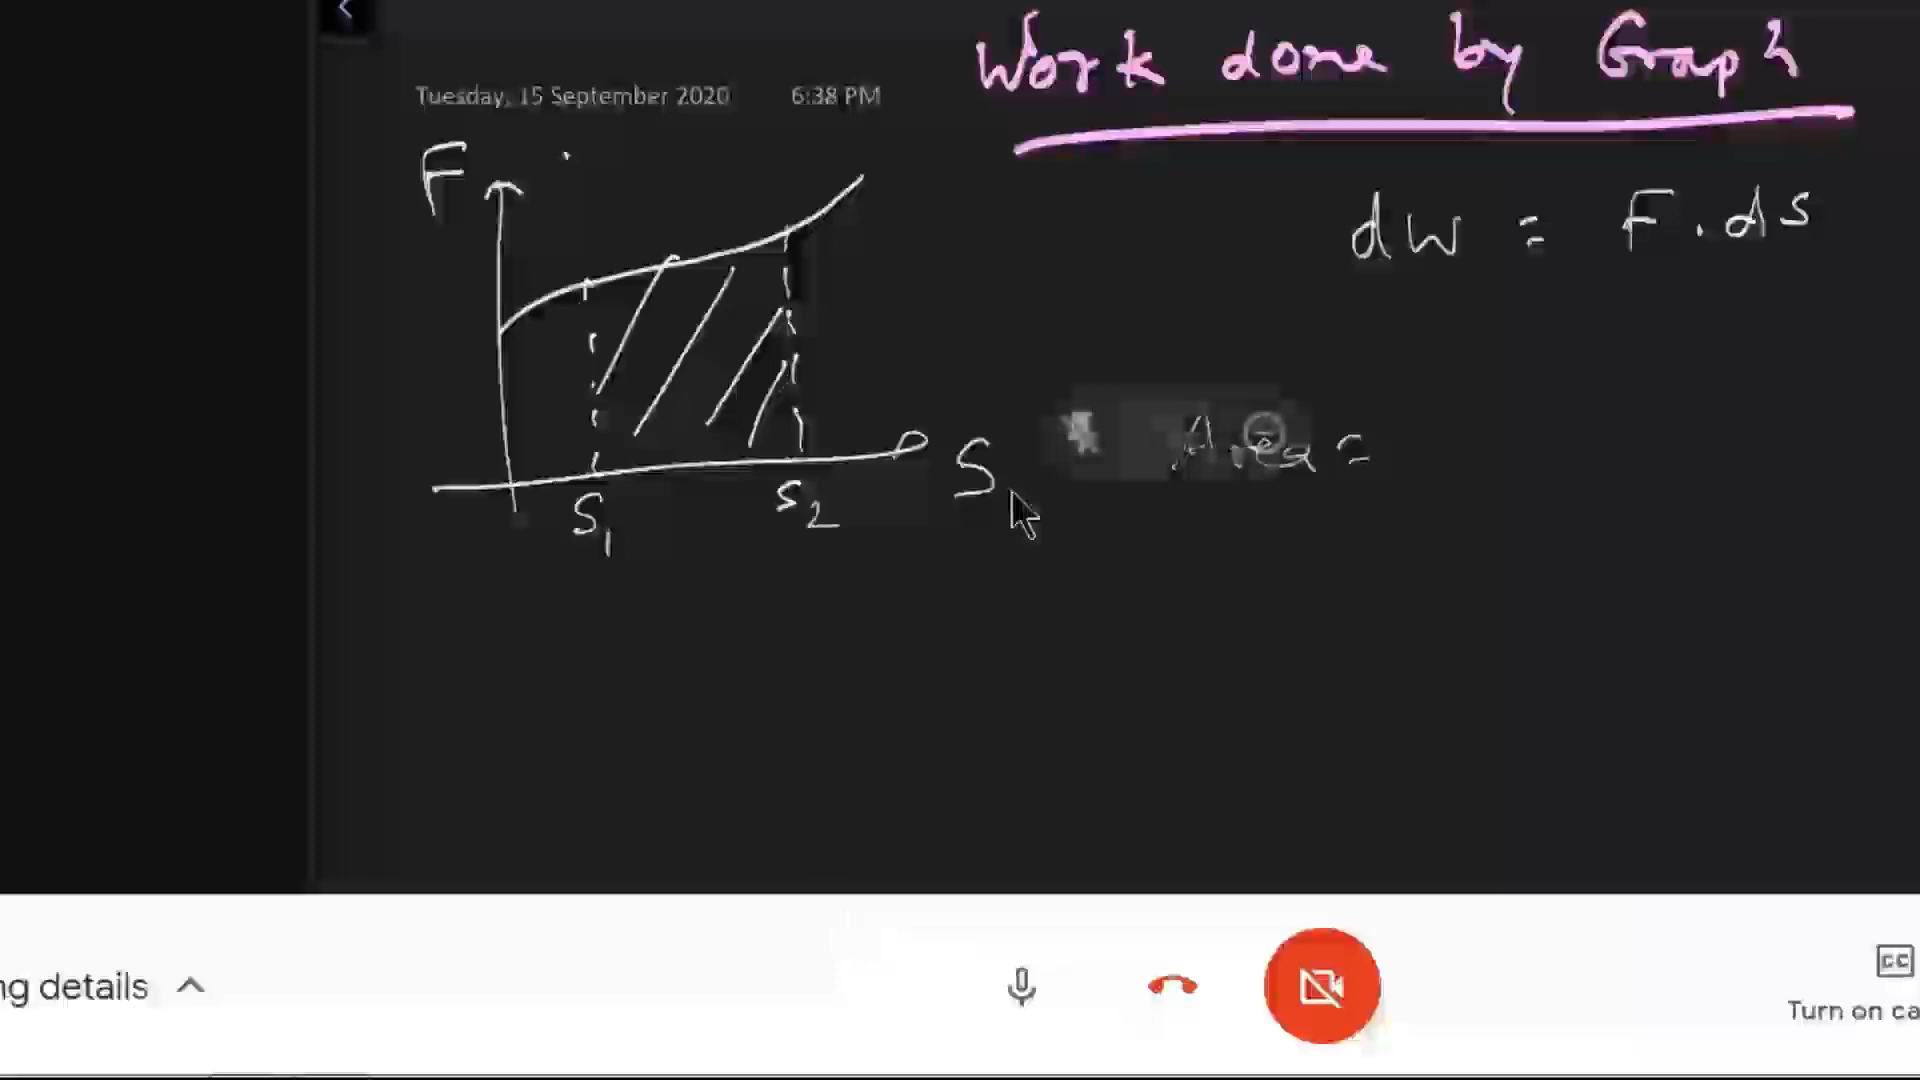 Work done by Graph
Tuesday, 15 September 2020 6:38 PM
F
dw = F.ds
S
* Area =
S1 S2
ng details
CC
Turn on ca